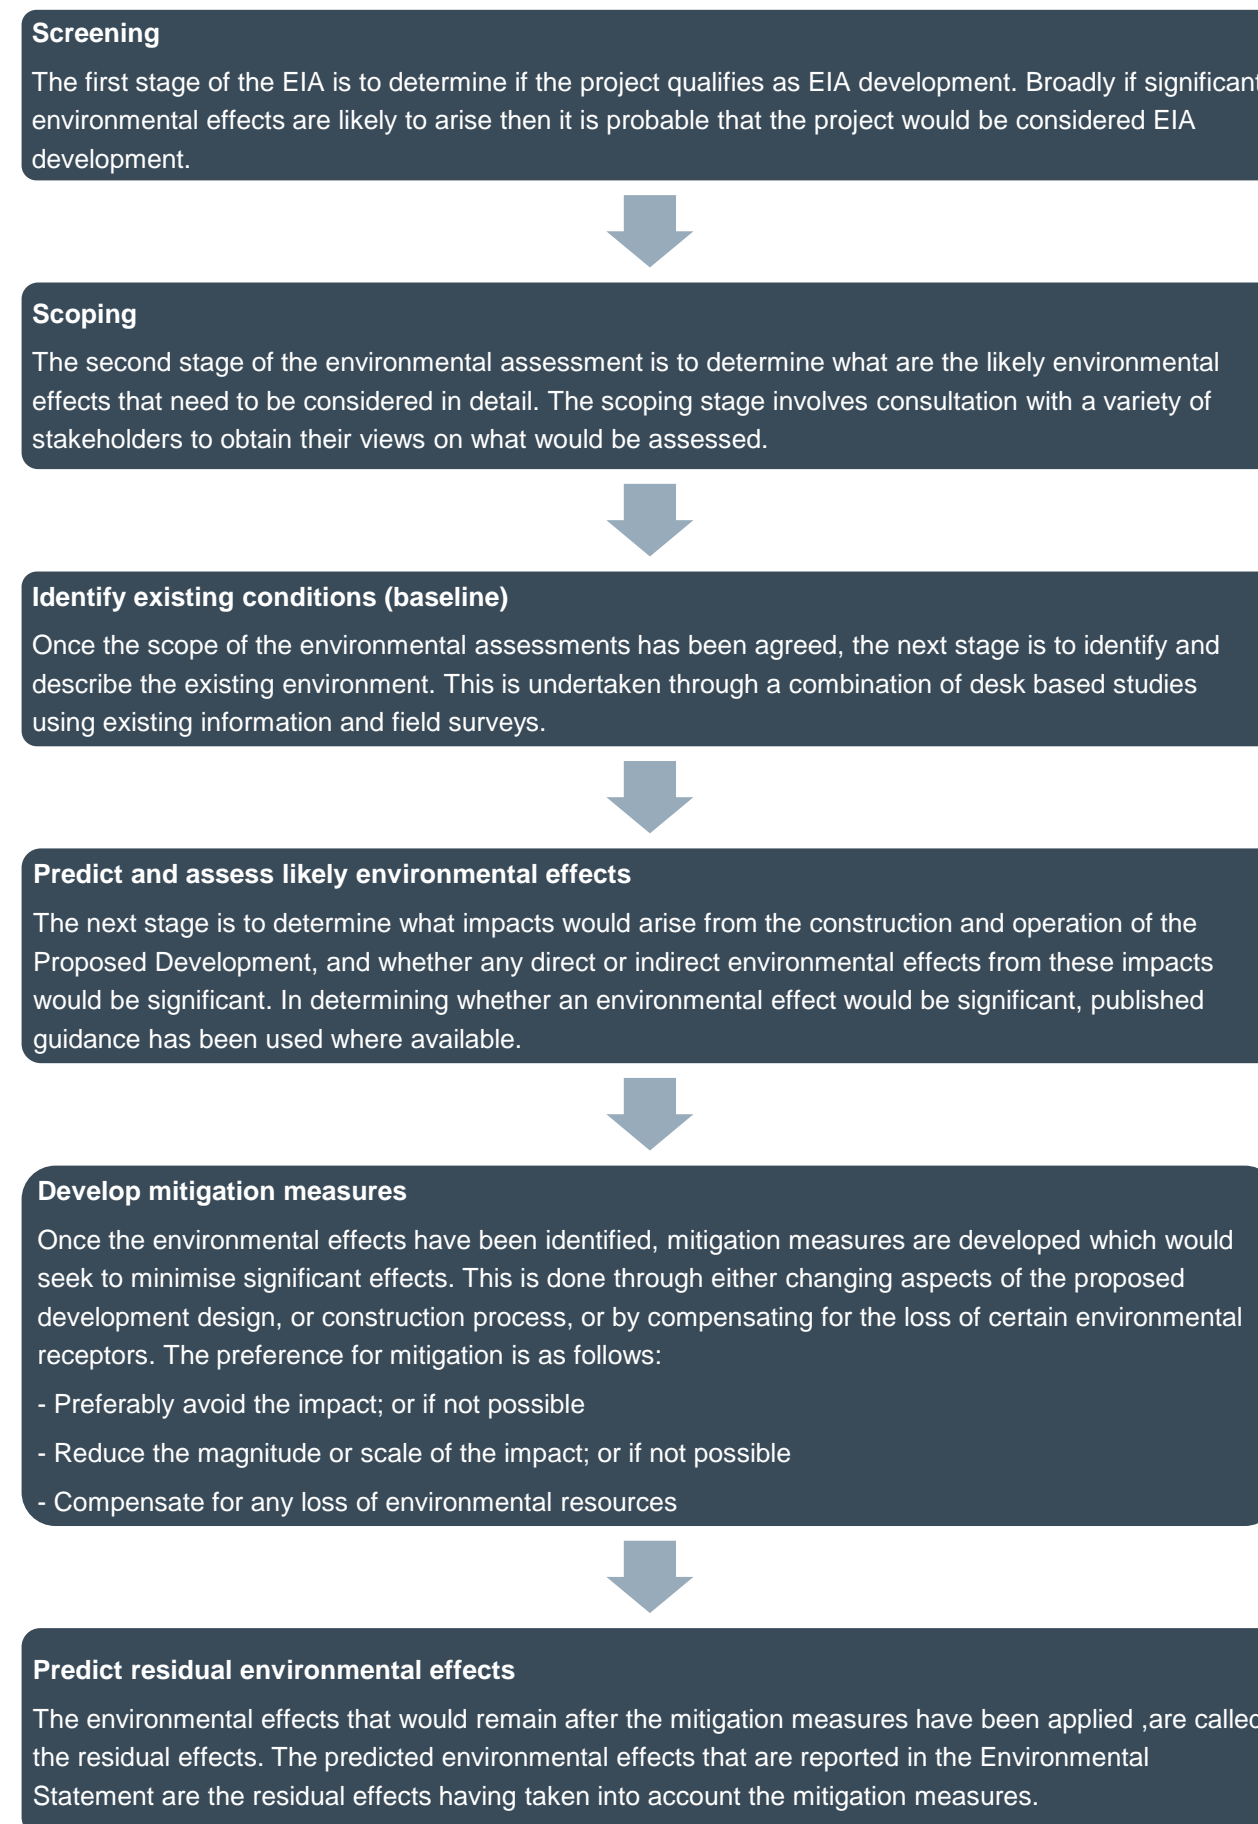 Screening
The first stage of the EIA is to determine if the project qualifies as EIA development. Broadly if significant
environmental effects are likely to arise then it is probable that the project would be considered EIA
development.
Scoping
The second stage of the environmental assessment is to determine what are the likely environmental
effects that need to be considered in detail. The scoping stage involves consultation with a variety of
stakeholders to obtain their views on what would be assessed.
Identify existing conditions (baseline)
Once the scope of the environmental assessments has been agreed, the next stage is to identify and
describe the existing environment. This is undertaken through a combination of desk based studies
using existing information and field surveys.
Predict and assess likely environmental effects
The next stage is to determine what impacts would arise from the construction and operation of the
Proposed Development, and whether any direct or indirect environmental effects from these impacts
would be significant. In determining whether an environmental effect would be significant, published
guidance has been used where available.
Develop mitigation measures
Once the environmental effects have been identified, mitigation measures are developed which would
seek to minimise significant effects. This is done through either changing aspects of the proposed
development design, or construction process, or by compensating for the loss of certain environmental
receptors. The preference for mitigation is as follows:
- Preferably avoid the impact; or if not possible
- Reduce the magnitude or scale of the impact; or if not possible
- Compensate for any loss of environmental resources
Predict residual environmental effects
The environmental effects that would remain after the mitigation measures have been applied ,are called
the residual effects. The predicted environmental effects that are reported in the Environmental
Statement are the residual effects having taken into account the mitigation measures.